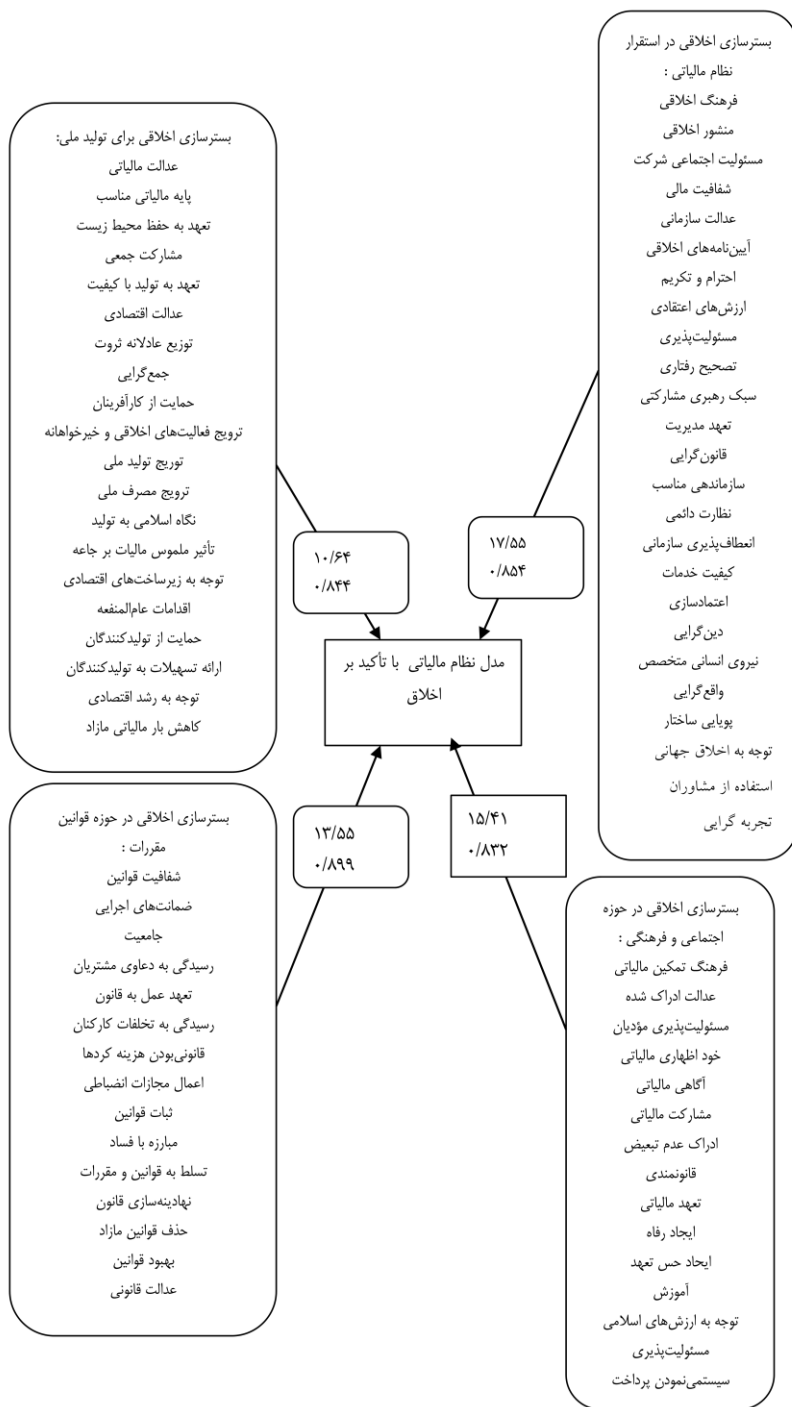 بسترسازی اخلاقی در استقرار
نظام مالیاتی :
فرهنگ اخلاقی
منشور اخلاقی
مسئولیت اجتماعی شرکت
شفافیت مالی
عدالت سازمانی
آیین‌نامه‌های اخلاقی
احترام و تکریم
ارزش‌های اعتقادی
مسئولیت‌پذیری
تصحیح رفتاری
سبک رهبری مشارکتی
تعهد مدیریت
قانون‌گرایی
سازماندهی مناسب
نظارت دائمی
انعطاف‌پذیری سازمانی
کیفیت خدمات
اعتمادسازی
دین‌گرایی
نیروی انسانی متخصص
واقع‌گرایی
پویایی ساختار
توجه به اخلاق جهانی
استفاده از مشاوران
تجربه گرایی
بسترسازی اخلاقی برای تولید ملی:
عدالت مالیاتی
پایه مالیاتی مناسب
تعهد به حفظ محیط زیست
مشارکت جمعی
تعهد به تولید با کیفیت
عدالت اقتصادی
توزیع عادلانه ثروت
جمع‌گرایی
حمایت از کارآفرینان
ترویج فعالیت‌های اخلاقی و خیرخواهانه
توریج تولید ملی
ترویج مصرف ملی
نگاه اسلامی به تولید
تأثیر ملموس مالیات بر جاعه
توجه به زیرساخت‌های اقتصادی
اقدامات عام‌المنفعه
حمایت از تولیدکنندگان
ارائه تسهیلات به تولیدکنندگان
توجه به رشد اقتصادی
کاهش بار مالیاتی مازاد
۱۷/۵۵
۰/۸۵۴
۱۰/۶۴
۰/۸۴۴
مدل نظام مالیاتی با تأکید بر
اخلاق
۱۵/۴۱
۰/۸۳۲
۱۳/۵۵
۰/۸۹۹
بسترسازی اخلاقی در حوزه
اجتماعی و فرهنگی :
فرهنگ تمکین مالیاتی
عدالت ادراک شده
مسئولیت‌پذیری مؤدیان
خود اظهاری مالیاتی
آگاهی مالیاتی
مشارکت مالیاتی
ادراک عدم تبعیض
قانونمندی
تعهد مالیاتی
ایجاد رفاه
ایحاد حس تعهد
آموزش
توجه به ارزش‌های اسلامی
مسئولیت‌پذیری
سیستمی‌نمودن پرداخت
بسترسازی اخلاقی در حوزه قوانین
مقررات :
شفافیت قوانین
ضمانت‌های اجرایی
جامعیت
رسیدگی به دعاوی مشتریان
تعهد عمل به قانون
رسیدگی به تخلفات کارکنان
قانونی‌بودن هزینه کردها
اعمال مجازات انضباطی
ثبات قوانین
مبارزه با فساد
تسلط به قوانین و مقررات
نهادینه‌سازی قانون
حذف قوانین مازاد
بهبود قوانین
عدالت قانونی